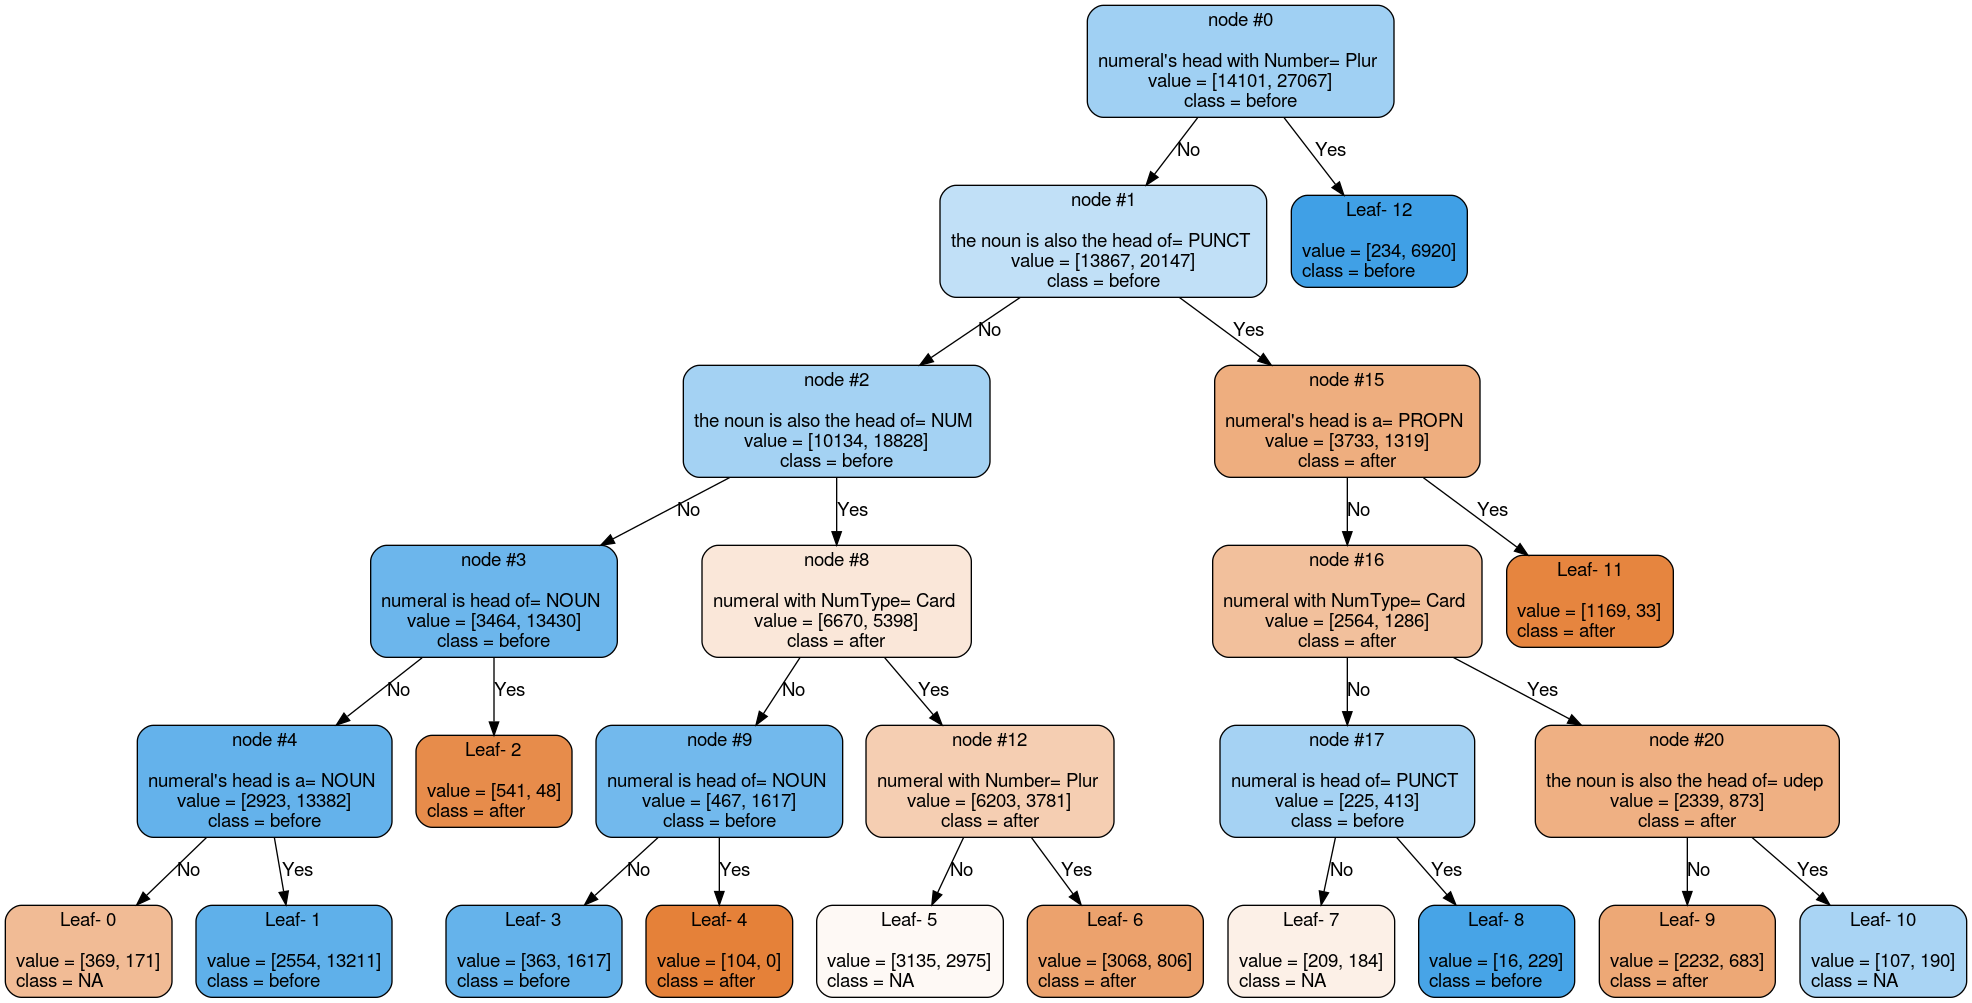 node #0
numeral's head with Number= Plur
value = [14101, 27067]
class = before
No
Yes
node #1
the noun is also the head of= PUNCT
value = [13867, 20147]
class = before
Leaf- 12
value = [234, 6920]
class = before
No
Yes
node #2
the noun is also the head of= NUM
value = [10134, 18828]
class = before
node #15
numeral's head is a= PROPN
value = [3733, 1319]
class = after
No
Yes
No
Yes
node #3
numeral is head of= NOUN
value = [3464, 13430]
class = before
node #8
numeral with NumType= Card
value = [6670, 5398]
class = after
node #16
numeral with NumType= Card
value = [2564, 1286]
class = after
Leaf- 11
value = [1169, 33]
class = after
No
Yes
No
Yes
No
Yes
node #4
numeral's head is a= NOUN
value = [2923, 13382]
class = before
Leaf- 2
value = [541, 48]
class = after
node #9
numeral is head of= NOUN
value = [467, 1617]
class = before
node #12
numeral with Number= Plur
value = [6203, 3781]
class = after
node #17
numeral is head of= PUNCT
value = [225, 413]
class = before
node #20
the noun is also the head of= udep
value = [2339, 873]
class = after
No
Yes
No
Yes
No
Yes
No
Yes
No
Yes
Leaf- 0
value = [369, 171]
class = NA
Leaf- 1
value = [2554, 13211]
class = before
Leaf- 3
value = [363, 1617]
class = before
Leaf- 4
value = [104, 0]
class = after
Leaf- 5
value = [3135, 2975]
class = NA
Leaf- 6
value = [3068, 806]
class = after
Leaf- 7
value = [209, 184]
class = NA
Leaf- 8
value = [16, 229]
class = before
Leaf- 9
value = [2232, 683]
class = after
Leaf- 10
value = [107, 190]
class = NA